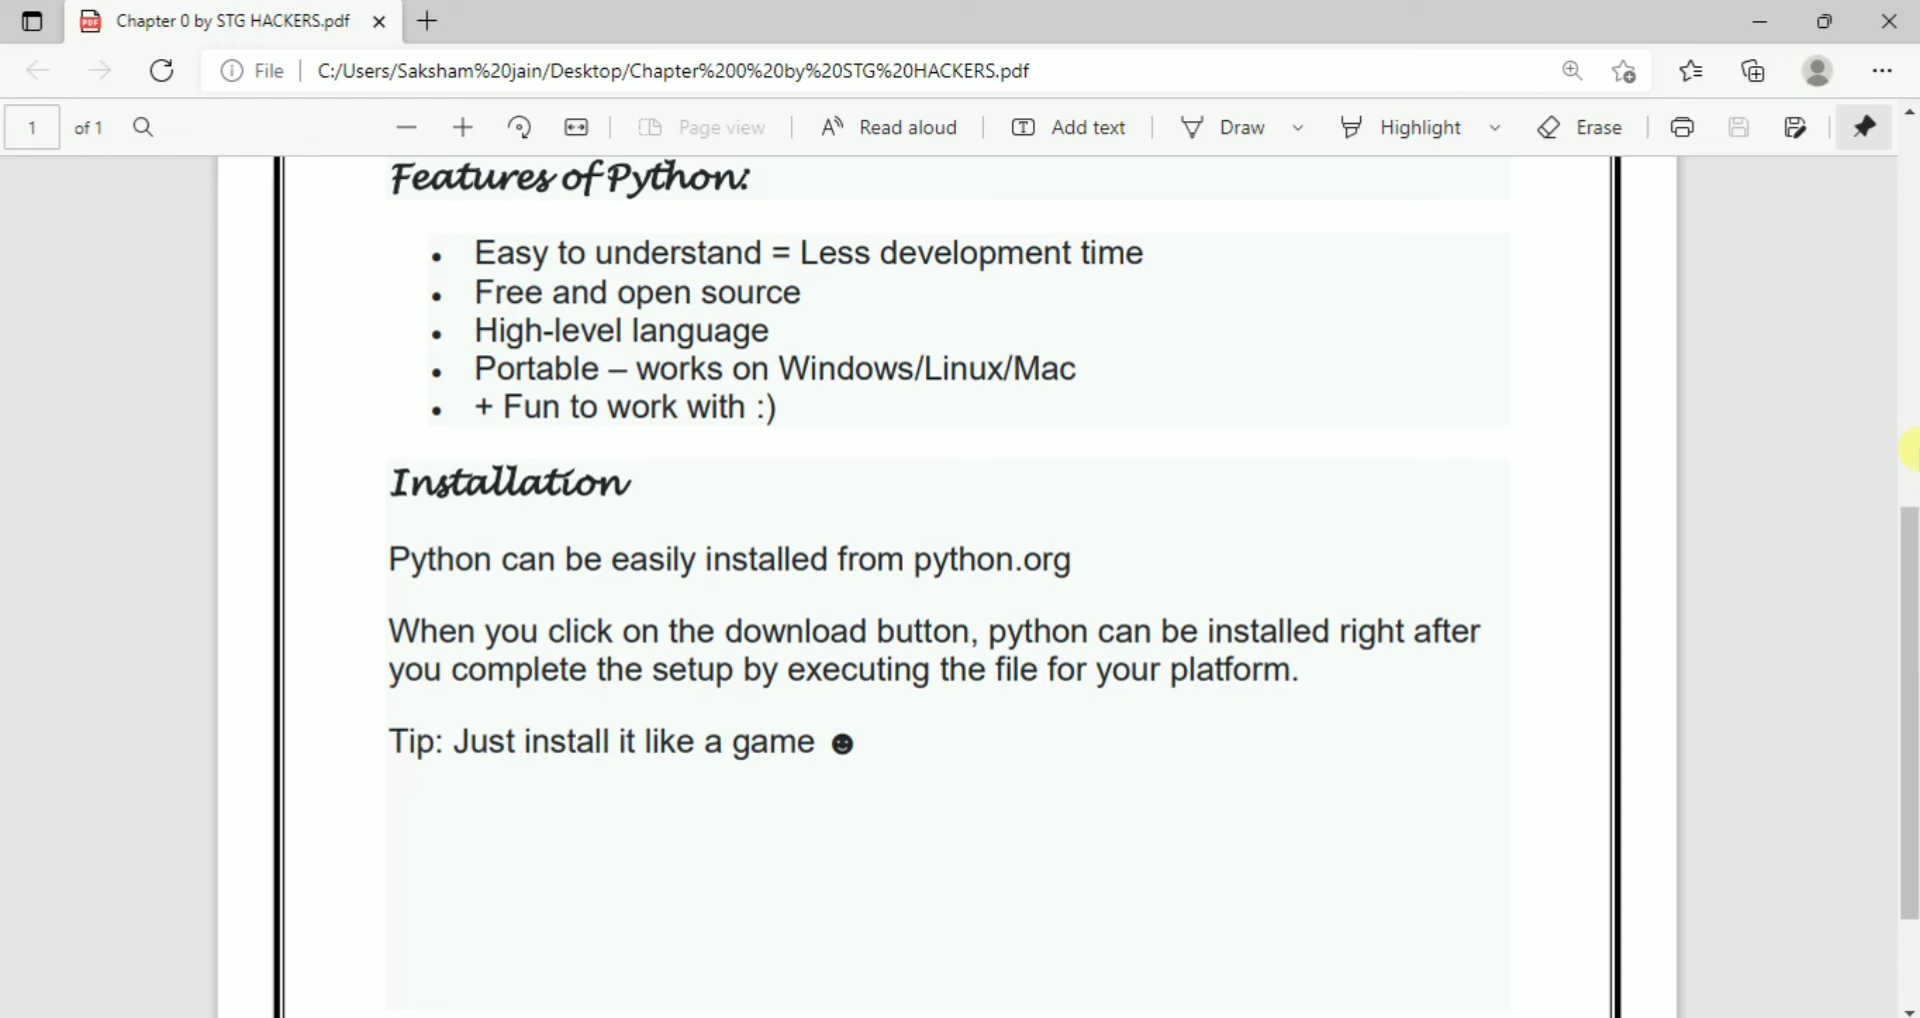 Chapter 0 by STG HACKERS.pdf
File
C:/Users/Saksham%20jain/Desktop/Chapter%200%20by%20STG%20HACKERS.pdf
1 of 1 Page view Read aloud Add text Draw Highlight Erase
Features of Python:
• Easy to understand = Less development time
• Free and open source
• High-level language
• Portable – works on Windows/Linux/Mac
• + Fun to work with :)
Installation
Python can be easily installed from python.org
When you click on the download button, python can be installed right after
you complete the setup by executing the file for your platform.
Tip: Just install it like a game ☻